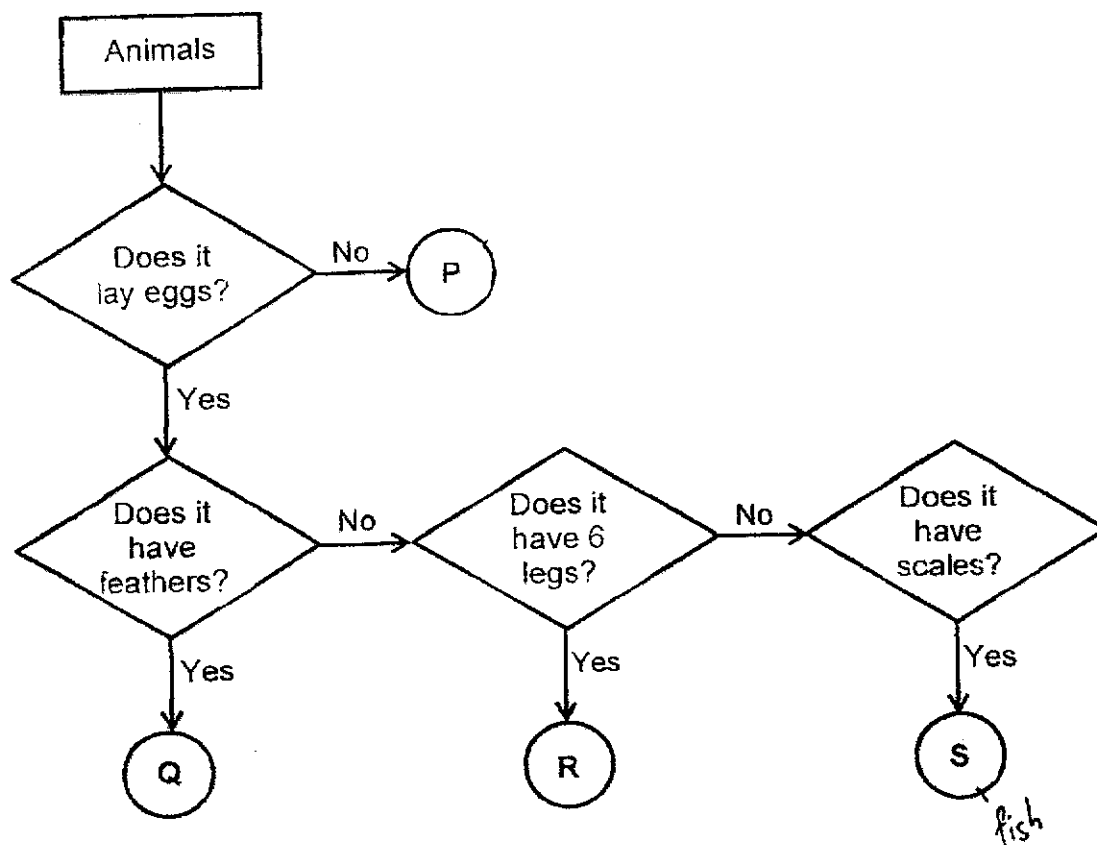 Animals
Does it
lay eggs?
No
P
Yes
Does it
have
feathers?
No
Does it
have 6
legs?
No
Does it
have
scales?
Yes
Yes
Yes
Q
R
S
fish